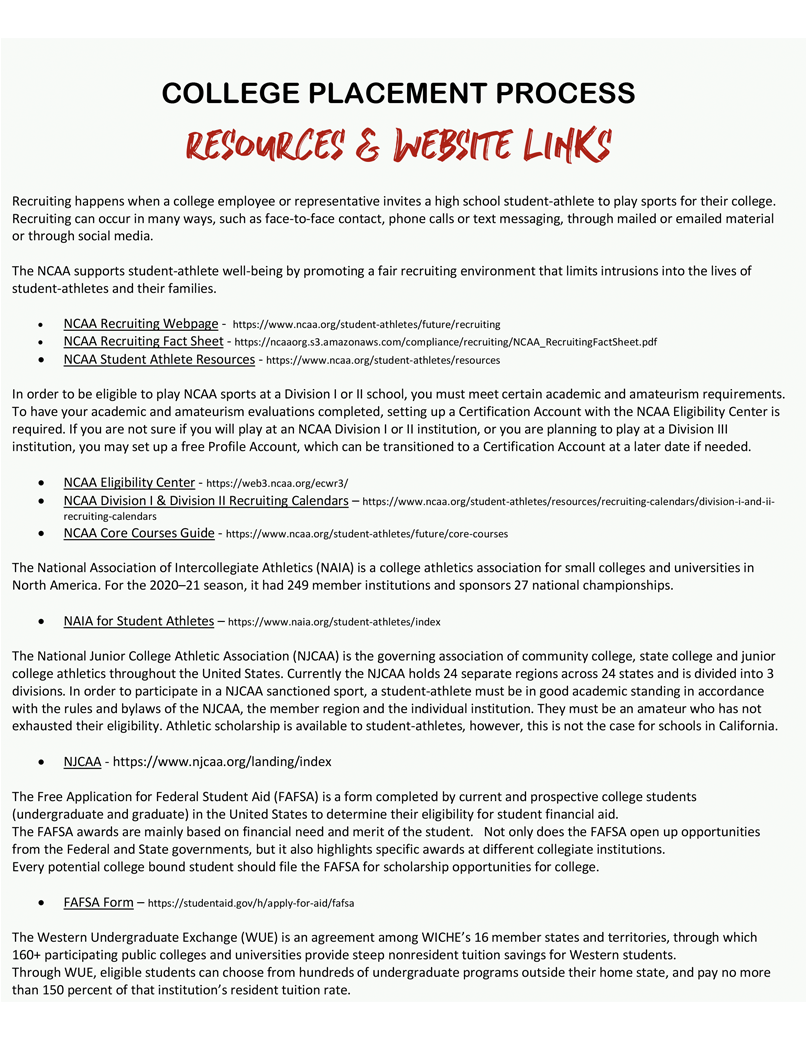 COLLEGE PLACEMENT PROCESS
RESOURCES & WEBSITE LINKS
Recruiting happens when a college employee or representative invites a high school student-athlete to play sports for their college.
Recruiting can occur in many ways, such as face-to-face contact, phone calls or text messaging, through mailed or emailed material
or through social media.
The NCAA supports student-athlete well-being by promoting a fair recruiting environment that limits intrusions into the lives of
student-athletes and their families.
• NCAA Recruiting Webpage - https://www.ncaa.org/student-athletes/future/recruiting
• NCAA Recruiting Fact Sheet - https://ncaaorg.s3.amazonaws.com/compliance/recruiting/NCAA_RecruitingFactSheet.pdf
• NCAA Student Athlete Resources - https://www.ncaa.org/student-athletes/resources
In order to be eligible to play NCAA sports at a Division I or II school, you must meet certain academic and amateurism requirements.
To have your academic and amateurism evaluations completed, setting up a Certification Account with the NCAA Eligibility Center is
required. If you are not sure if you will play at an NCAA Division I or II institution, or you are planning to play at a Division III
institution, you may set up a free Profile Account, which can be transitioned to a Certification Account at a later date if needed.
• NCAA Eligibility Center - https://web3.ncaa.org/ecwr3/
• NCAA Division I & Division II Recruiting Calendars – https://www.ncaa.org/student-athletes/resources/recruiting-calendars/division-i-and-ii-
recruiting-calendars
• NCAA Core Courses Guide - https://www.ncaa.org/student-athletes/future/core-courses
The National Association of Intercollegiate Athletics (NAIA) is a college athletics association for small colleges and universities in
North America. For the 2020–21 season, it had 249 member institutions and sponsors 27 national championships.
• NAIA for Student Athletes – https://www.naia.org/student-athletes/index
The National Junior College Athletic Association (NJCAA) is the governing association of community college, state college and junior
college athletics throughout the United States. Currently the NJCAA holds 24 separate regions across 24 states and is divided into 3
divisions. In order to participate in a NJCAA sanctioned sport, a student-athlete must be in good academic standing in accordance
with the rules and bylaws of the NJCAA, the member region and the individual institution. They must be an amateur who has not
exhausted their eligibility. Athletic scholarship is available to student-athletes, however, this is not the case for schools in California.
• NJCAA - https://www.njcaa.org/landing/index
The Free Application for Federal Student Aid (FAFSA) is a form completed by current and prospective college students
(undergraduate and graduate) in the United States to determine their eligibility for student financial aid.
The FAFSA awards are mainly based on financial need and merit of the student. Not only does the FAFSA open up opportunities
from the Federal and State governments, but it also highlights specific awards at different collegiate institutions.
Every potential college bound student should file the FAFSA for scholarship opportunities for college.
• FAFSA Form – https://studentaid.gov/h/apply-for-aid/fafsa
The Western Undergraduate Exchange (WUE) is an agreement among WICHE's 16 member states and territories, through which
160+ participating public colleges and universities provide steep nonresident tuition savings for Western students.
Through WUE, eligible students can choose from hundreds of undergraduate programs outside their home state, and pay no more
than 150 percent of that institution's resident tuition rate.